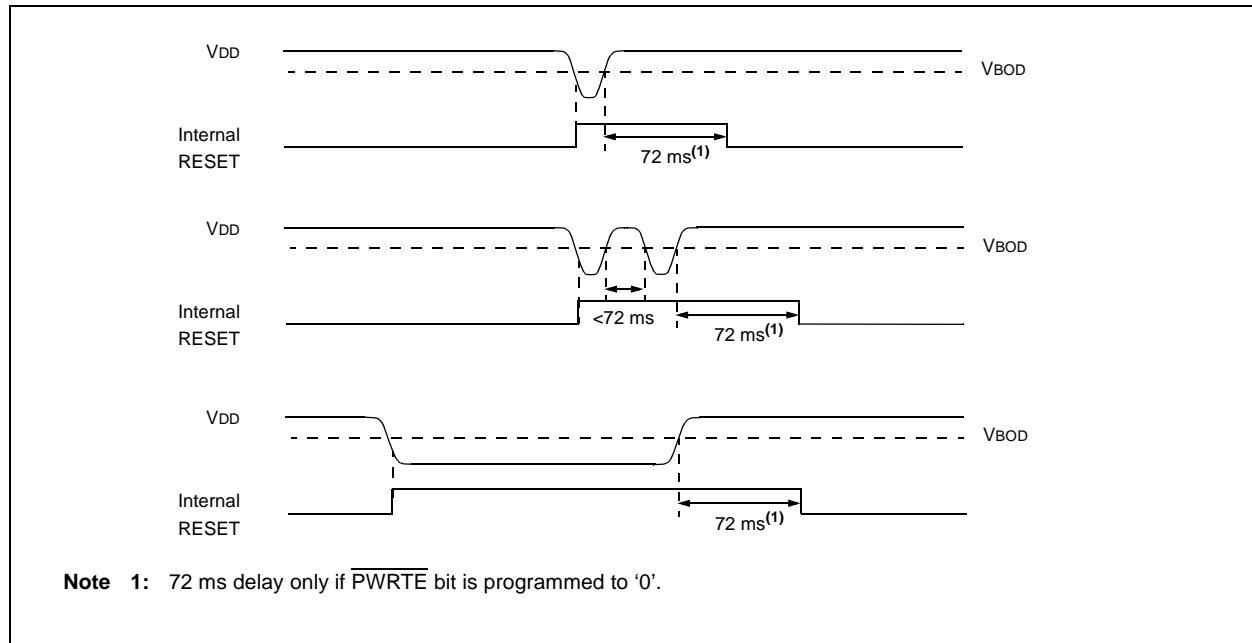 VDD
VBOD
Internal
RESET
72 ms(1)
VDD
VBOD
Internal
RESET
<72 ms
72 ms(1)
VDD
VBOD
Internal
RESET
72 ms(1)
Note 1: 72 ms delay only if PWRTE bit is programmed to ‘0’.